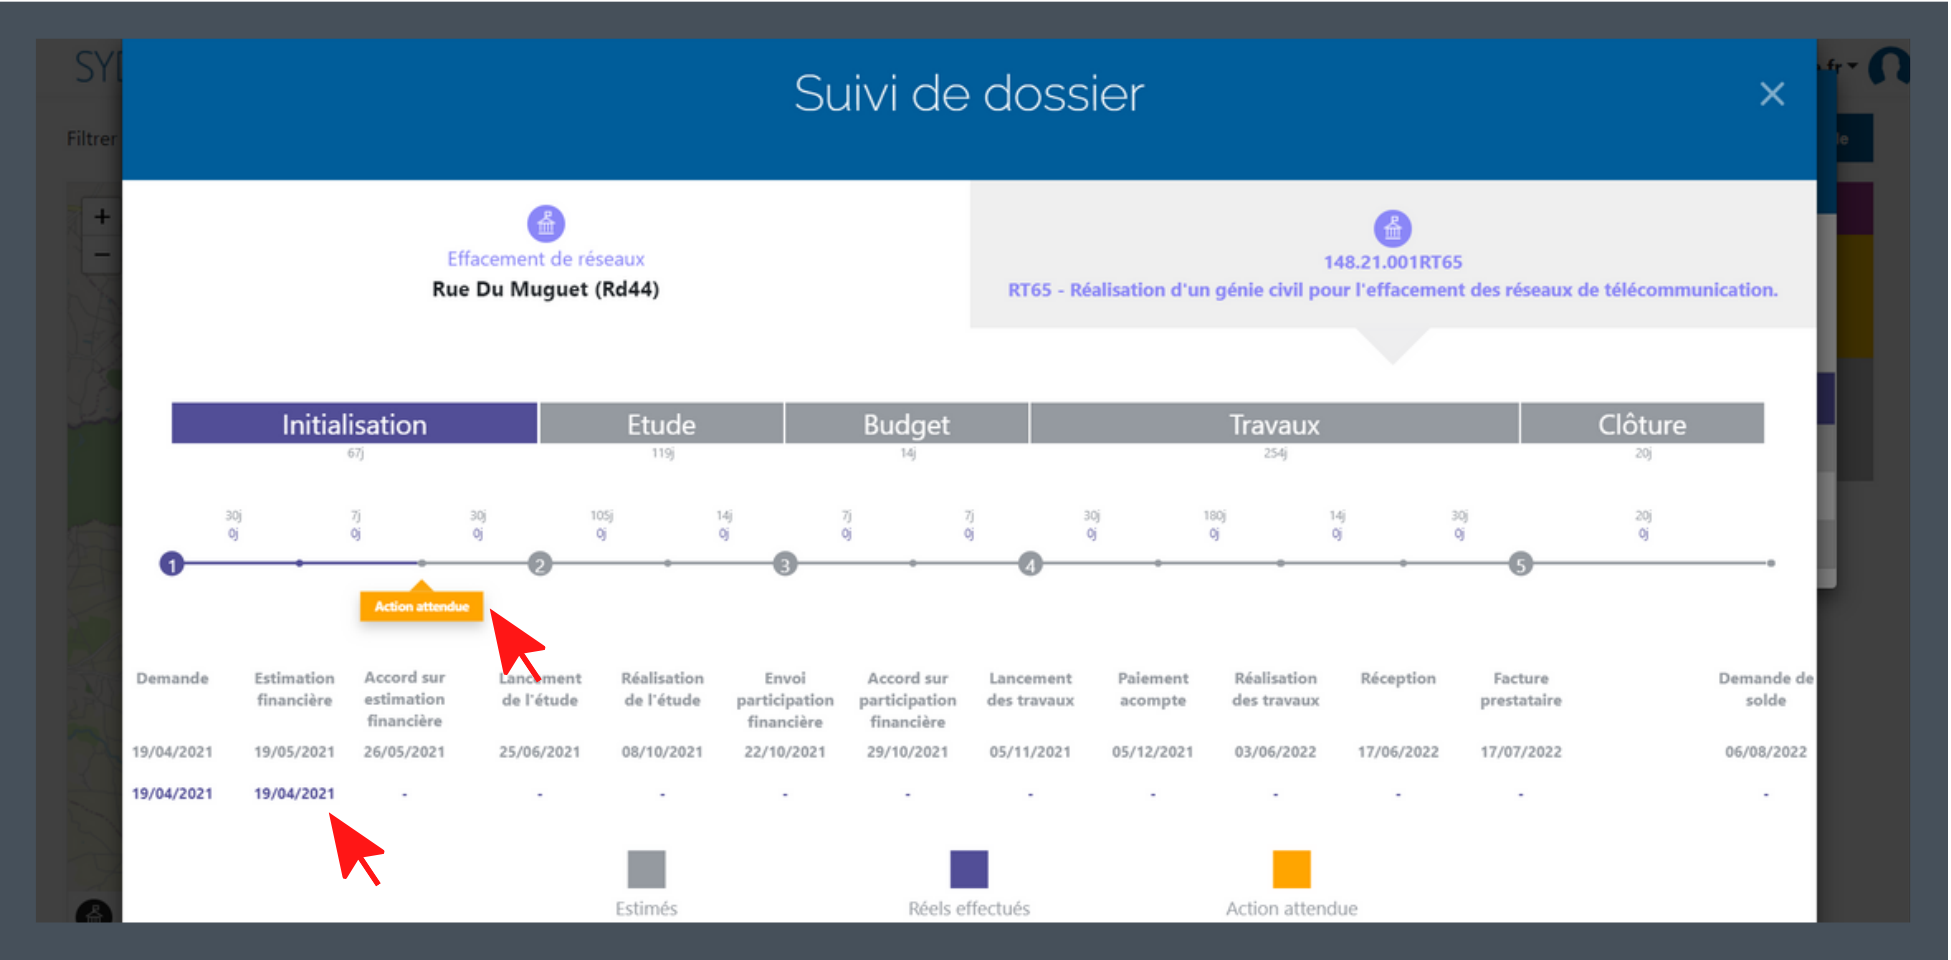 SY
Suivi de dossier
fr
Filtrer
+
−
Effacement de réseaux
Rue Du Muguet (Rd44)
148.21.001RT65
RT65 - Réalisation d'un génie civil pour l'effacement des réseaux de télécommunication.
Initialisation Etude Budget Travaux Clôture
67j 119j 14j 254j 20j
30j 7j 30j 105j 14j 7j 7j 30j 180j 14j 30j 20j
0j 0j 0j 0j 0j 0j 0j 0j 0j 0j 0j 0j
1 2 3 4 5
Action attendue
Demande Estimation Accord sur Lancement Réalisation Envoi Accord sur Lancement Paiement Réalisation Réception Facture Demande de
financière estimation de l'étude de l'étude participation participation des travaux acompte des travaux prestataire solde
financière financière financière
19/04/2021 19/05/2021 26/05/2021 25/06/2021 08/10/2021 22/10/2021 29/10/2021 05/11/2021 05/12/2021 03/06/2022 17/06/2022 17/07/2022 06/08/2022
19/04/2021 19/04/2021 - - - - - - - - - - -
Estimés Réels effectués Action attendue